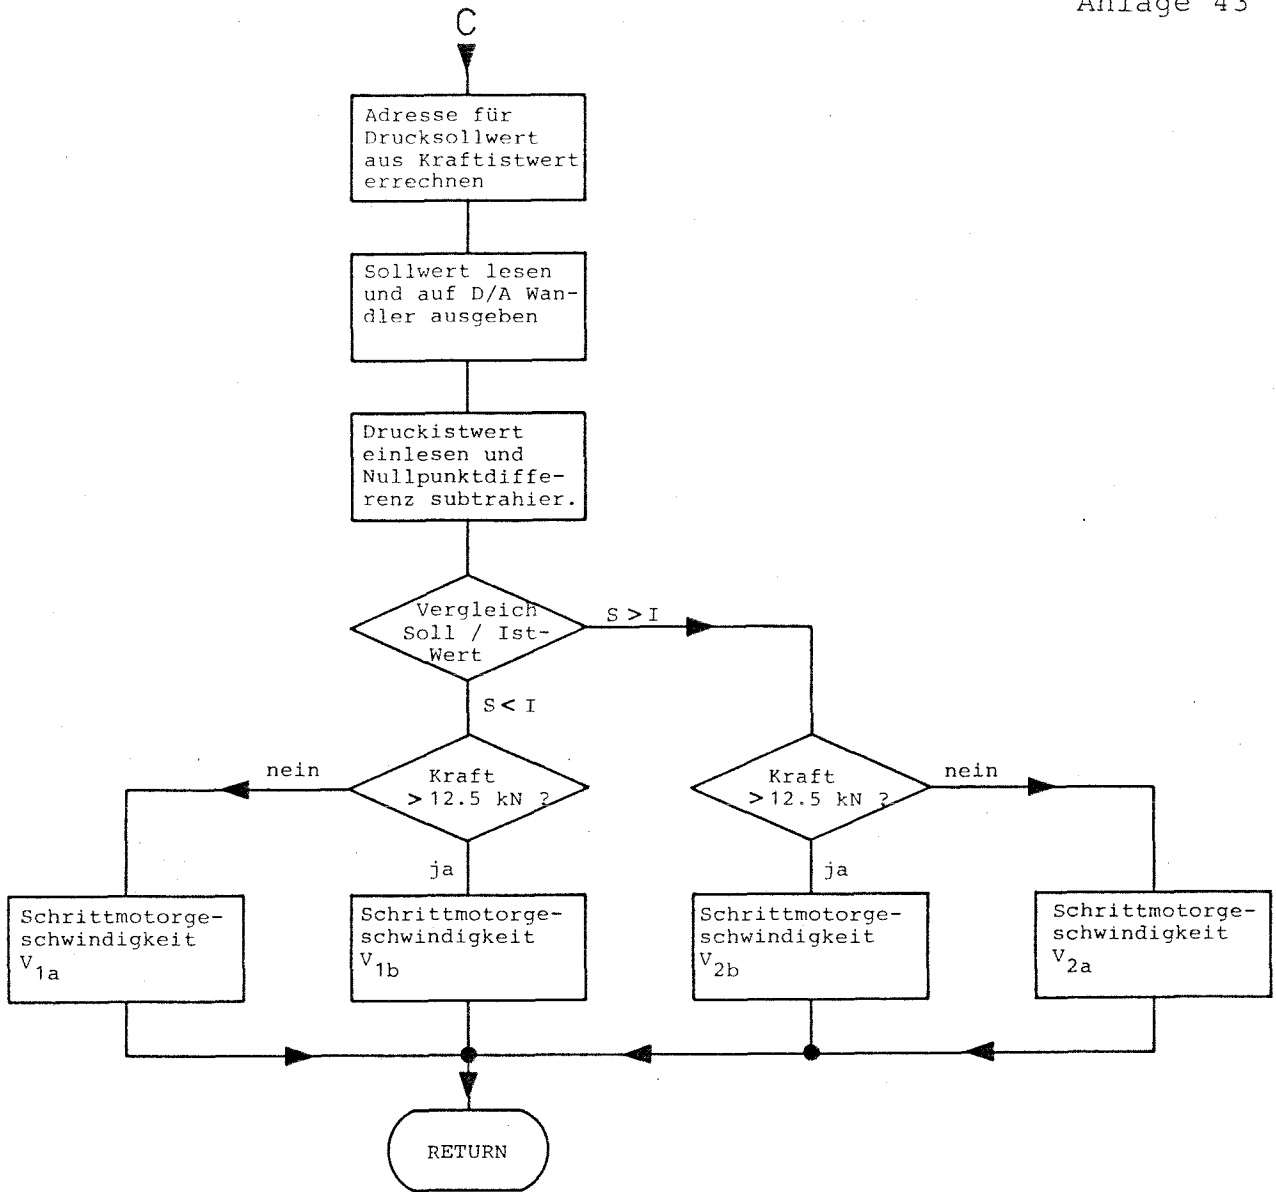 Anlage 43
C
Adresse für
Drucksollwert
aus Kraftistwert
errechnen
Sollwert lesen
und auf D/A Wan-
dler ausgeben
Druckistwert
einlesen und
Nullpunktdiffe-
renz subtrahier.
Vergleich
Soll / Ist-
Wert
S > I
S < I
nein
Kraft
> 12.5 kN ?
Kraft
> 12.5 kN ?
nein
ja
ja
Schrittmotorge-
schwindigkeit
V1a
Schrittmotorge-
schwindigkeit
V1b
Schrittmotorge-
schwindigkeit
V2b
Schrittmotorge-
schwindigkeit
V2a
RETURN